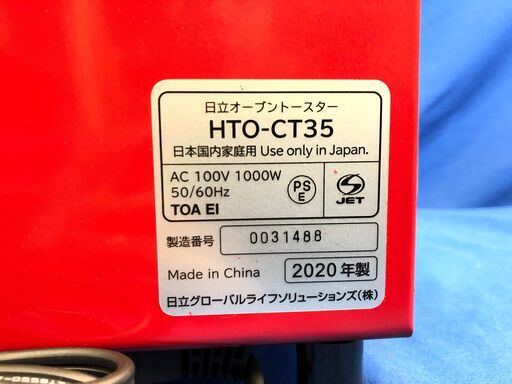 日立オーブントースター
HTO-CT35
日本国内家庭用 Use only in Japan.
AC 100V 1000W
50/60Hz
TOA EI
PS
E
JET
製造番号 0031488
Made in China 2020年製
日立グローバルライフソリューションズ(株)